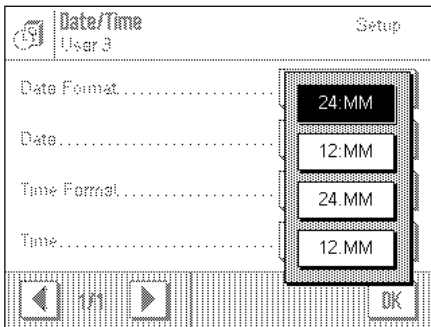 Date/Time
Setup
User 3
Date Format
24:MM
Date
12:MM
Time Format
24.MM
Time
12.MM
1/1
OK